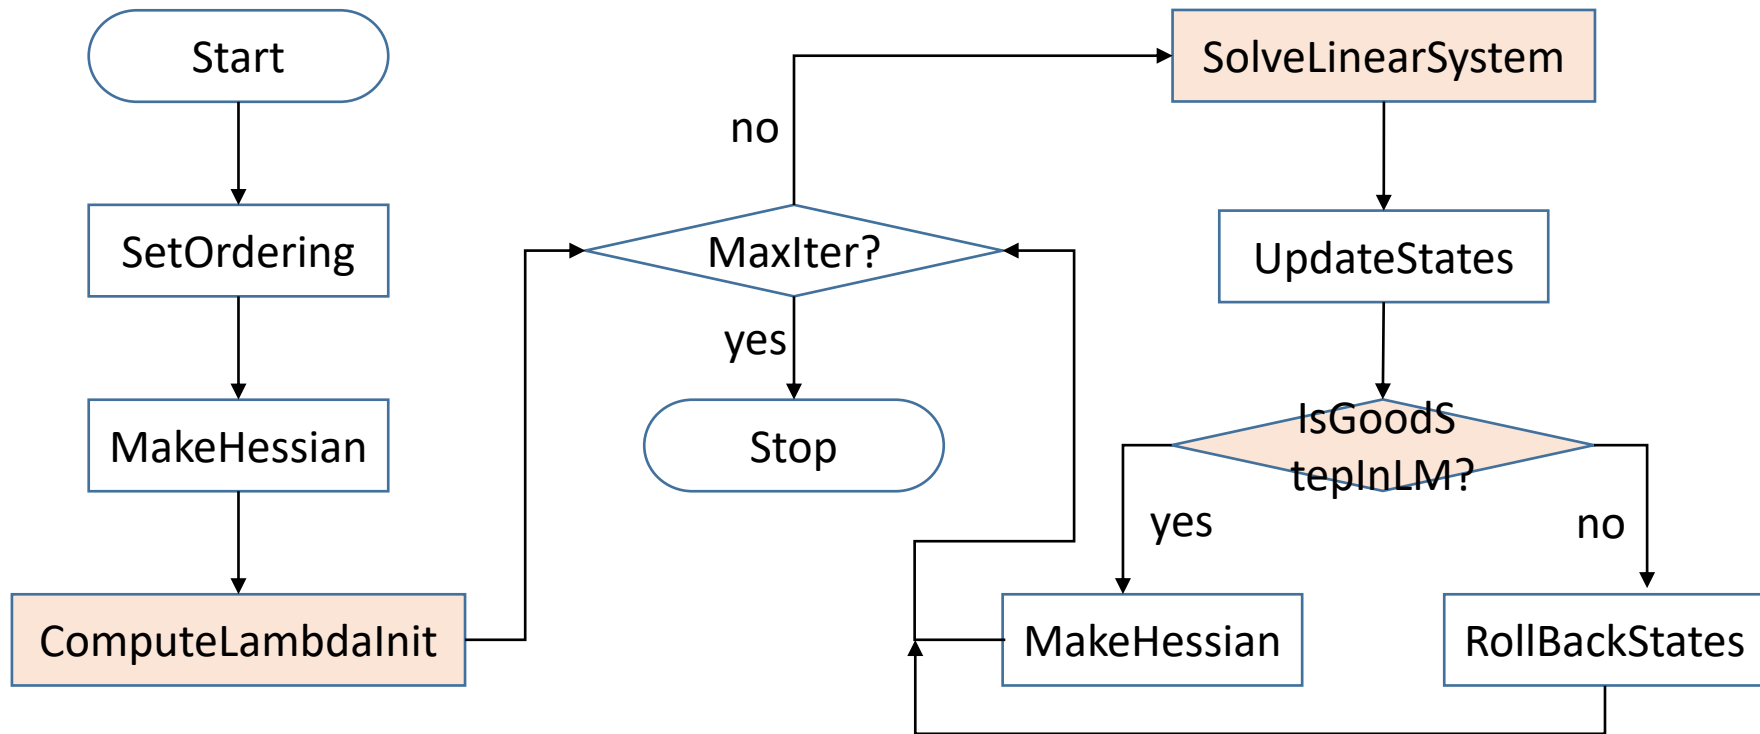 Start
SetOrdering
MakeHessian
ComputeLambdaInit
no
MaxIter?
yes
Stop
SolveLinearSystem
UpdateStates
IsGoodS
tepInLM?
yes
no
MakeHessian
RollBackStates